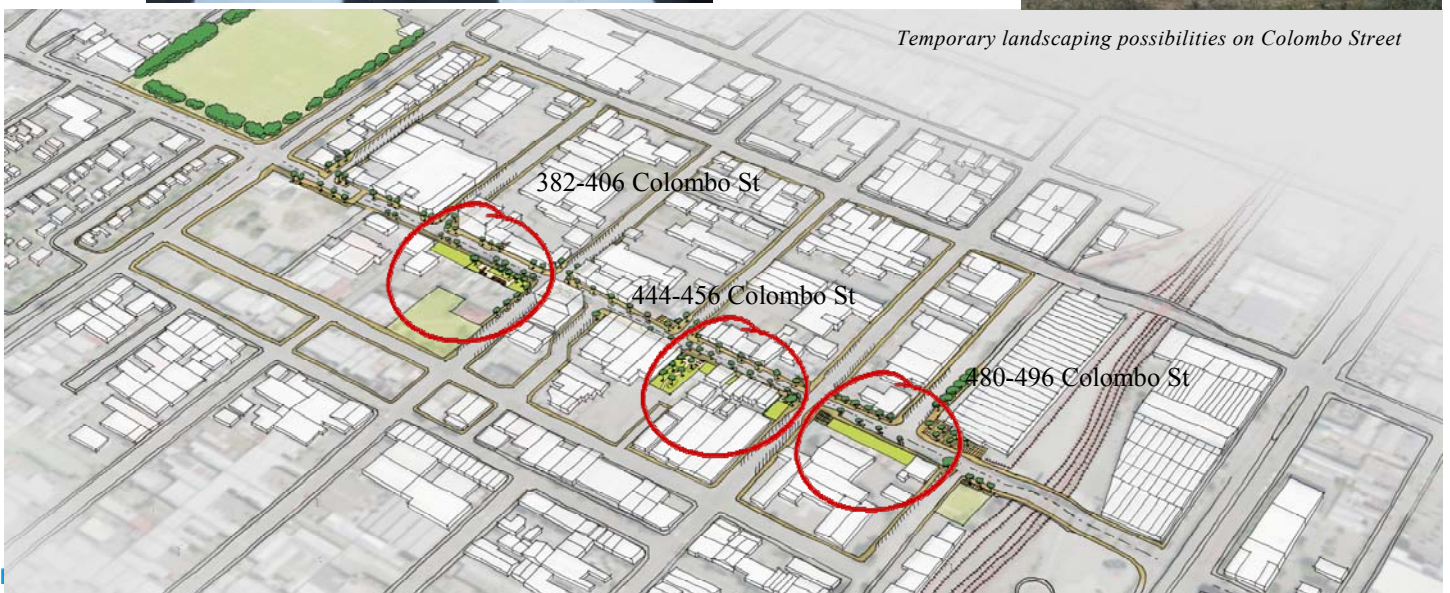 Temporary landscaping possibilities on Colombo Street
382-406 Colombo St
444-456 Colombo St
480-496 Colombo St